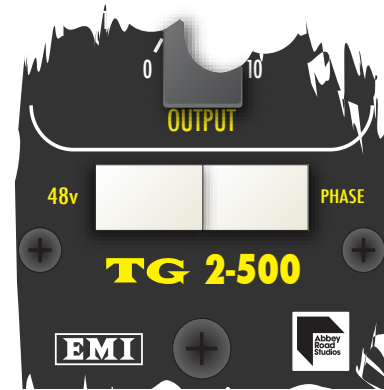 0 10
OUTPUT
48v PHASE
TG 2-500
EMI
Abbey
Road
Studios